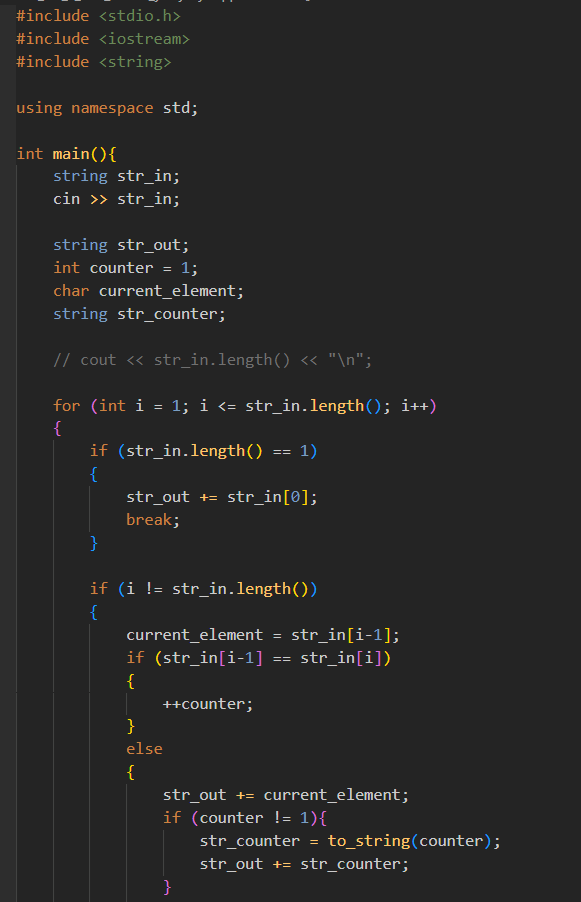 #include <stdio.h>
#include <iostream>
#include <string>
using namespace std;
int main(){
string str_in;
cin >> str_in;
string str_out;
int counter = 1;
char current_element;
string str_counter;
// cout << str_in.length() << "\n";
for (int i = 1; i <= str_in.length(); i++)
{
if (str_in.length() == 1)
{
str_out += str_in[0];
break;
}
if (i != str_in.length())
{
current_element = str_in[i-1];
if (str_in[i-1] == str_in[i])
{
++counter;
}
else
{
str_out += current_element;
if (counter != 1){
str_counter = to_string(counter);
str_out += str_counter;
}